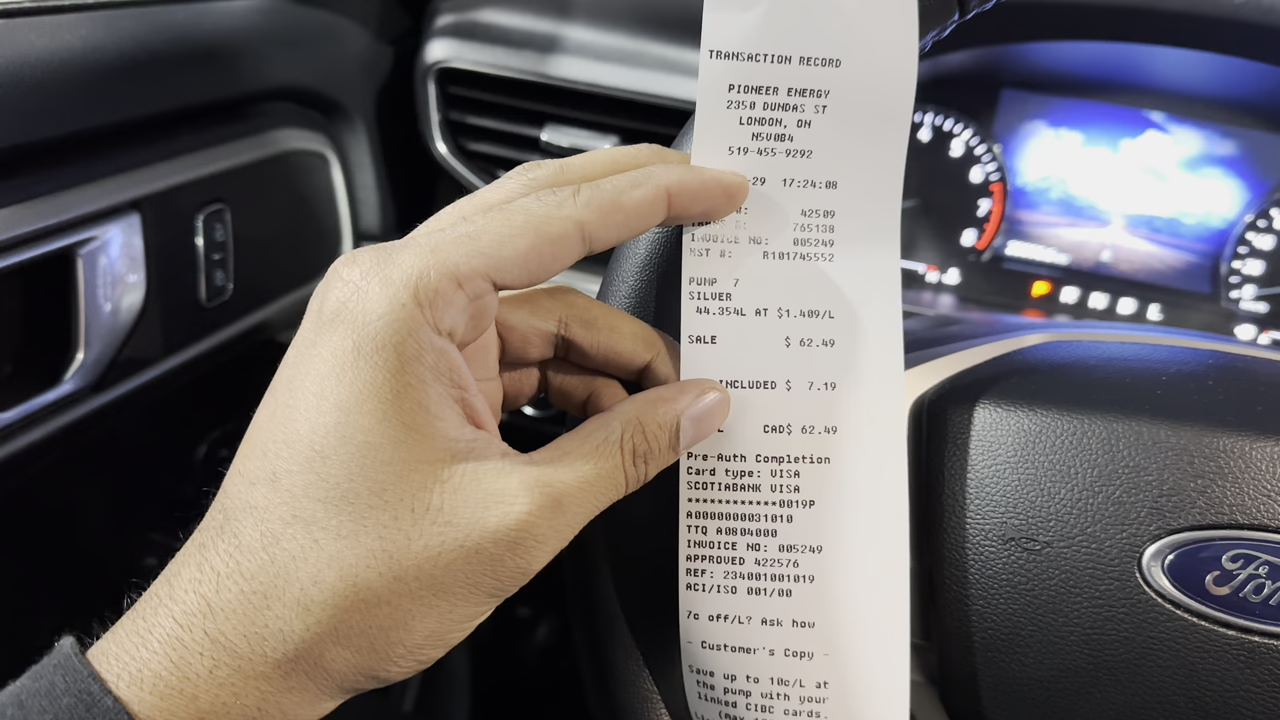 TRANSACTION RECORD
PIONEER ENERGY
2350 DUNDAS ST
LONDON, ON
N5V0B4
519-455-9292
-29 17:24:08
#: 42509
TRANS #: 765138
INVOICE NO: 005249
HST #: R101745552
PUMP 7
SILVER
44.354L AT $1.409/L
SALE $ 62.49
INCLUDED $ 7.19
L CAD$ 62.49
Pre-Auth Completion
Card type: VISA
SCOTIABANK VISA
************0019P
A0000000031010
TTQ A0804000
INVOICE NO: 005249
APPROVED 422576
REF: 234001001019
ACI/ISO 001/00
7c off/L? Ask how
- Customer's Copy -
Save up to 10c/L at
the pump with your
linked CIBC cards.
(max
P R N D L
Ford